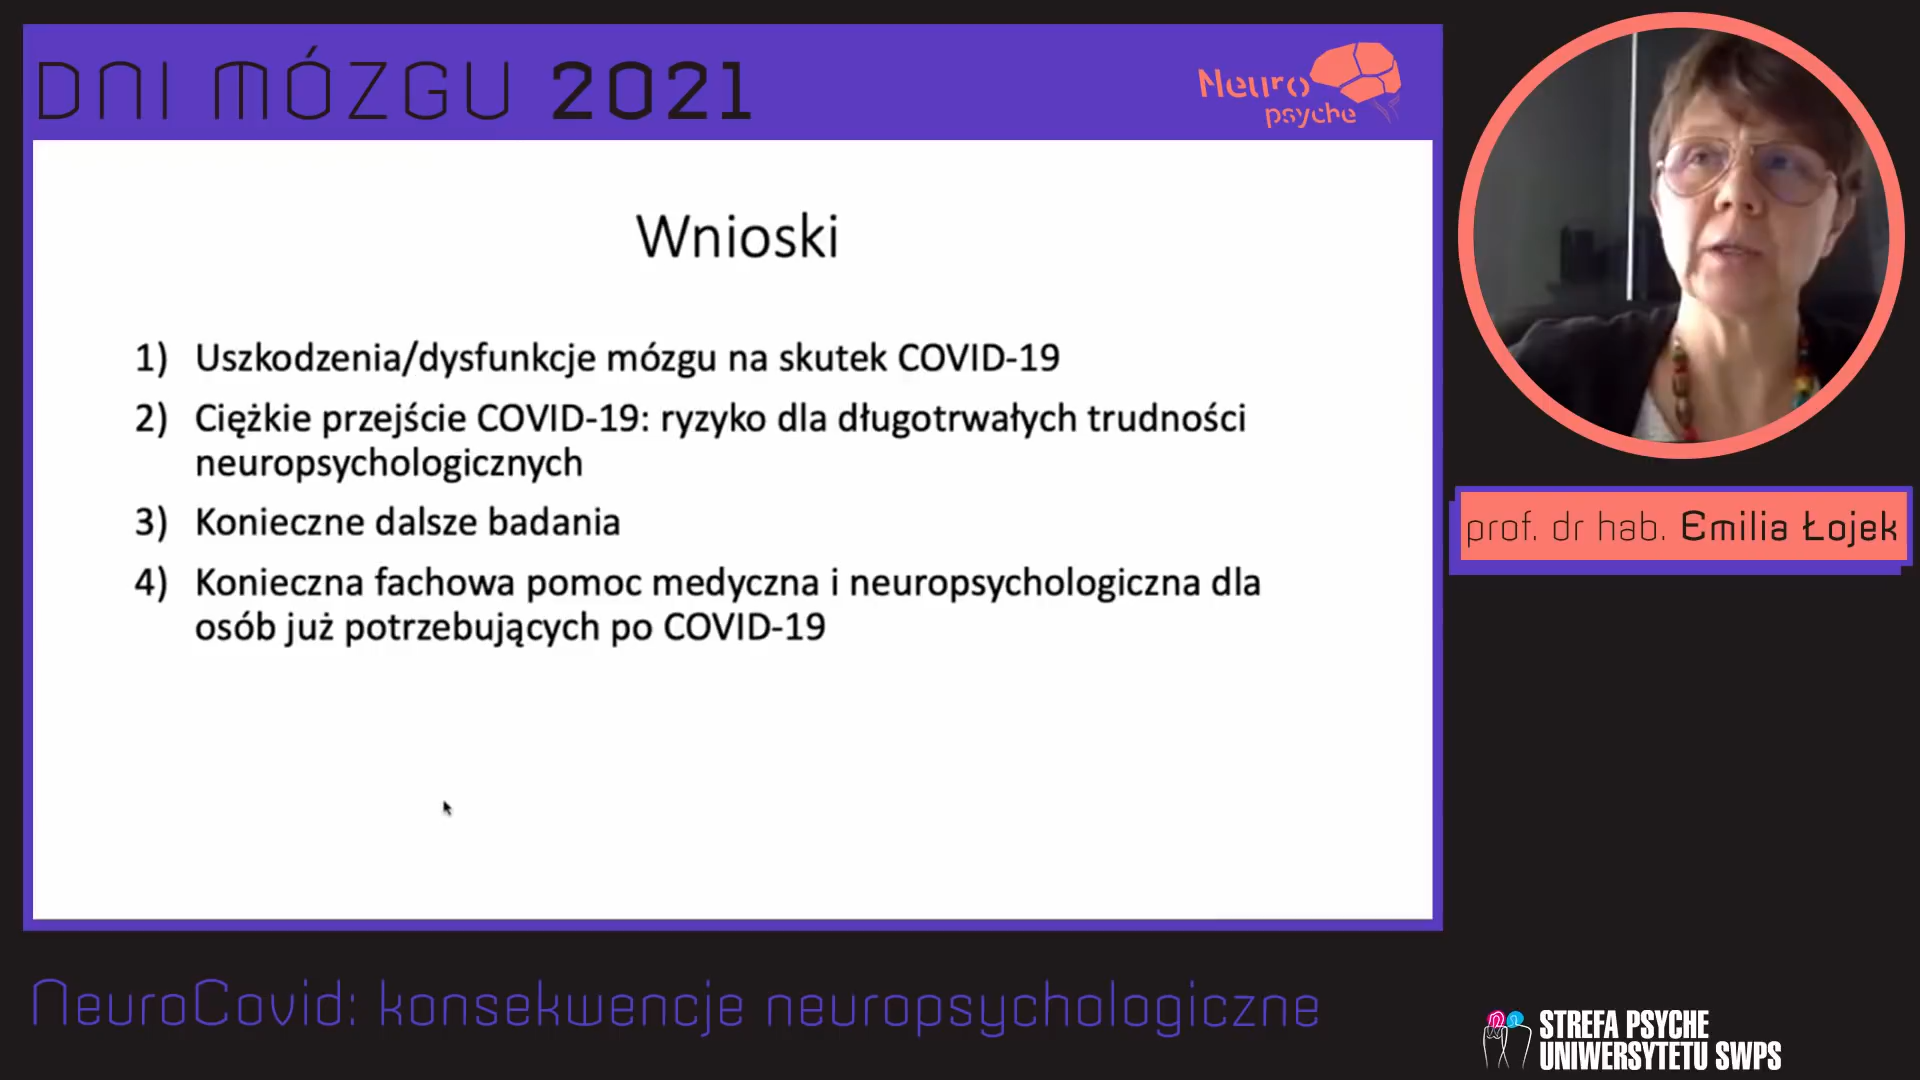 DNI MÓZGU 2021
Neuro
psyche
Wnioski
1) Uszkodzenia/dysfunkcje mózgu na skutek COVID-19
2) Ciężkie przejście COVID-19: ryzyko dla długotrwałych trudności
neuropsychologicznych
3) Konieczne dalsze badania
4) Konieczna fachowa pomoc medyczna i neuropsychologiczna dla
osób już potrzebujących po COVID-19
prof. dr hab. Emilia Łojek
NeuroCovid: konsekwencje neuropsychologiczne
STREFA PSYCHE
UNIWERSYTETU SWPS